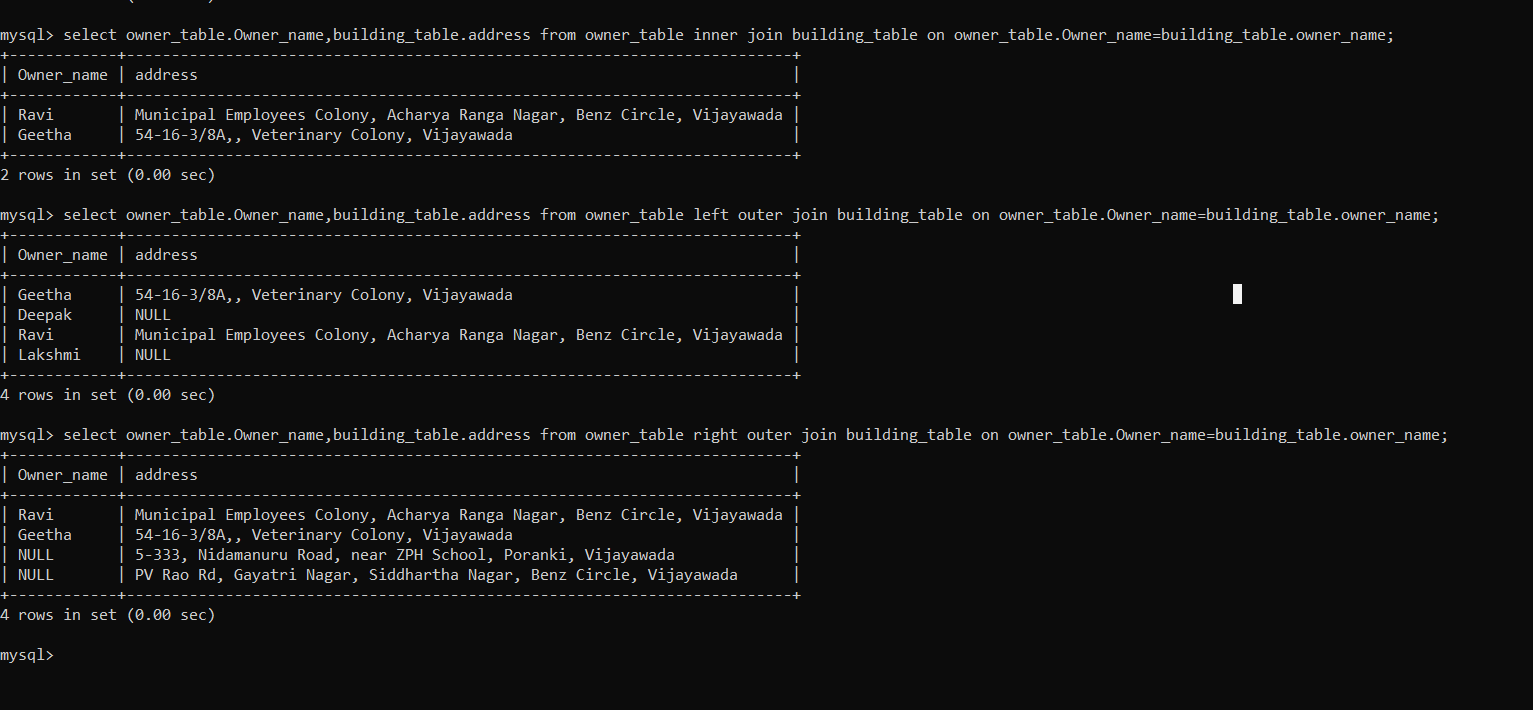 mysql> select owner_table.Owner_name,building_table.address from owner_table inner join building_table on owner_table.Owner_name=building_table.owner_name;
+------------+--------------------------------------------------------------------------+
| Owner_name | address                                                                  |
+------------+--------------------------------------------------------------------------+
| Ravi       | Municipal Employees Colony, Acharya Ranga Nagar, Benz Circle, Vijayawada |
| Geetha     | 54-16-3/8A,, Veterinary Colony, Vijayawada                               |
+------------+--------------------------------------------------------------------------+
2 rows in set (0.00 sec)
mysql> select owner_table.Owner_name,building_table.address from owner_table left outer join building_table on owner_table.Owner_name=building_table.owner_name;
+------------+--------------------------------------------------------------------------+
| Owner_name | address                                                                  |
+------------+--------------------------------------------------------------------------+
| Geetha     | 54-16-3/8A,, Veterinary Colony, Vijayawada                               |
| Deepak     | NULL                                                                     |
| Ravi       | Municipal Employees Colony, Acharya Ranga Nagar, Benz Circle, Vijayawada |
| Lakshmi    | NULL                                                                     |
+------------+--------------------------------------------------------------------------+
4 rows in set (0.00 sec)
mysql> select owner_table.Owner_name,building_table.address from owner_table right outer join building_table on owner_table.Owner_name=building_table.owner_name;
+------------+--------------------------------------------------------------------------+
| Owner_name | address                                                                  |
+------------+--------------------------------------------------------------------------+
| Ravi       | Municipal Employees Colony, Acharya Ranga Nagar, Benz Circle, Vijayawada |
| Geetha     | 54-16-3/8A,, Veterinary Colony, Vijayawada                               |
| NULL       | 5-333, Nidamanuru Road, near ZPH School, Poranki, Vijayawada             |
| NULL       | PV Rao Rd, Gayatri Nagar, Siddhartha Nagar, Benz Circle, Vijayawada      |
+------------+--------------------------------------------------------------------------+
4 rows in set (0.00 sec)
mysql>